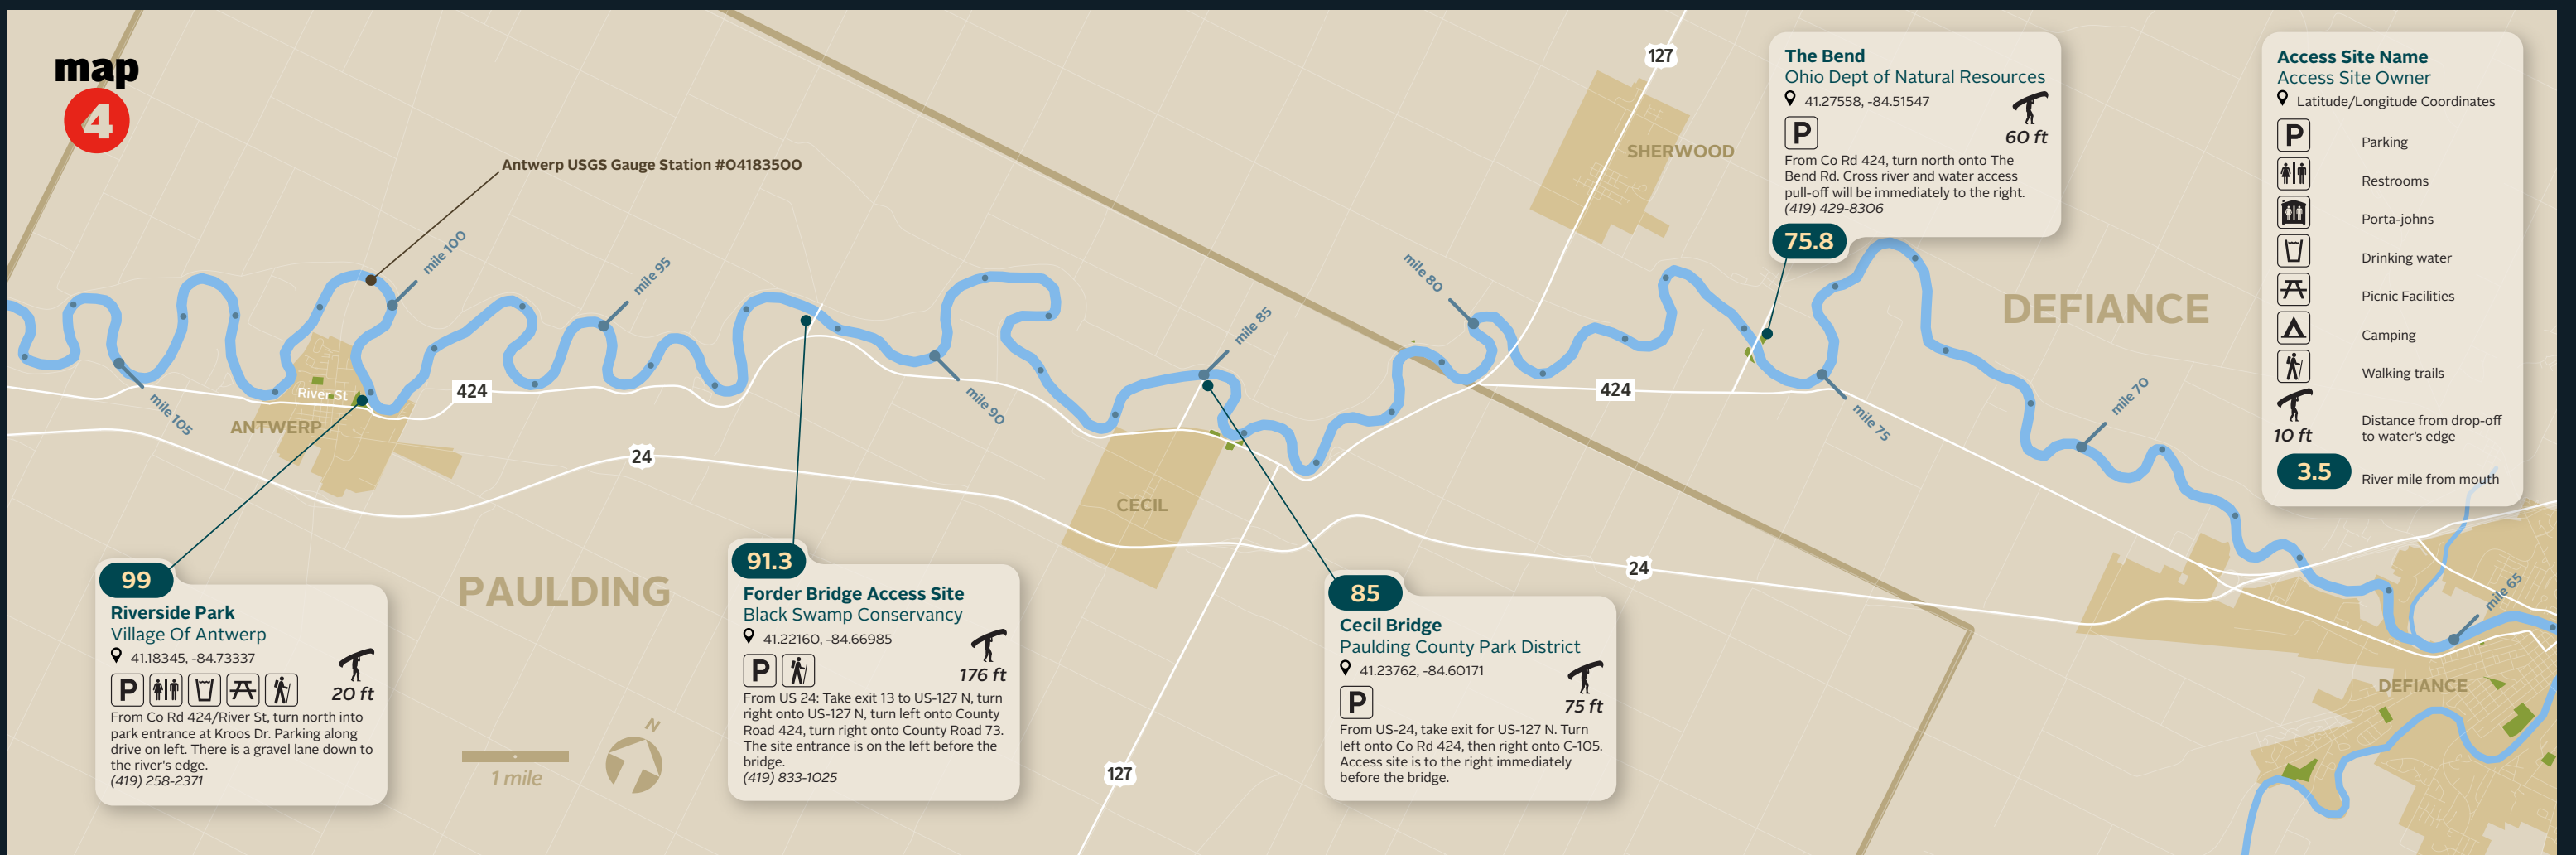 map
4
Antwerp USGS Gauge Station #04183500
mile 105
mile 100
mile 95
mile 90
mile 85
mile 80
mile 75
mile 70
mile 65
127
SHERWOOD
DEFIANCE
River St
ANTWERP
424
24
CECIL
424
24
PAULDING
127
DEFIANCE
1 mile
N
99
Riverside Park
Village Of Antwerp
41.18345, -84.73337
P
20 ft
From Co Rd 424/River St, turn north into
park entrance at Kroos Dr. Parking along
drive on left. There is a gravel lane down to
the river's edge.
(419) 258-2371
91.3
Forder Bridge Access Site
Black Swamp Conservancy
41.22160, -84.66985
P
176 ft
From US 24: Take exit 13 to US-127 N, turn
right onto US-127 N, turn left onto County
Road 424, turn right onto County Road 73.
The site entrance is on the left before the
bridge.
(419) 833-1025
85
Cecil Bridge
Paulding County Park District
41.23762, -84.60171
P
75 ft
From US-24, take exit for US-127 N. Turn
left onto Co Rd 424, then right onto C-105.
Access site is to the right immediately
before the bridge.
The Bend
Ohio Dept of Natural Resources
41.27558, -84.51547
P
60 ft
From Co Rd 424, turn north onto The
Bend Rd. Cross river and water access
pull-off will be immediately to the right.
(419) 429-8306
75.8
Access Site Name
Access Site Owner
Latitude/Longitude Coordinates
P Parking
Restrooms
Porta-johns
Drinking water
Picnic Facilities
Camping
Walking trails
Distance from drop-off
10 ft to water's edge
3.5 River mile from mouth